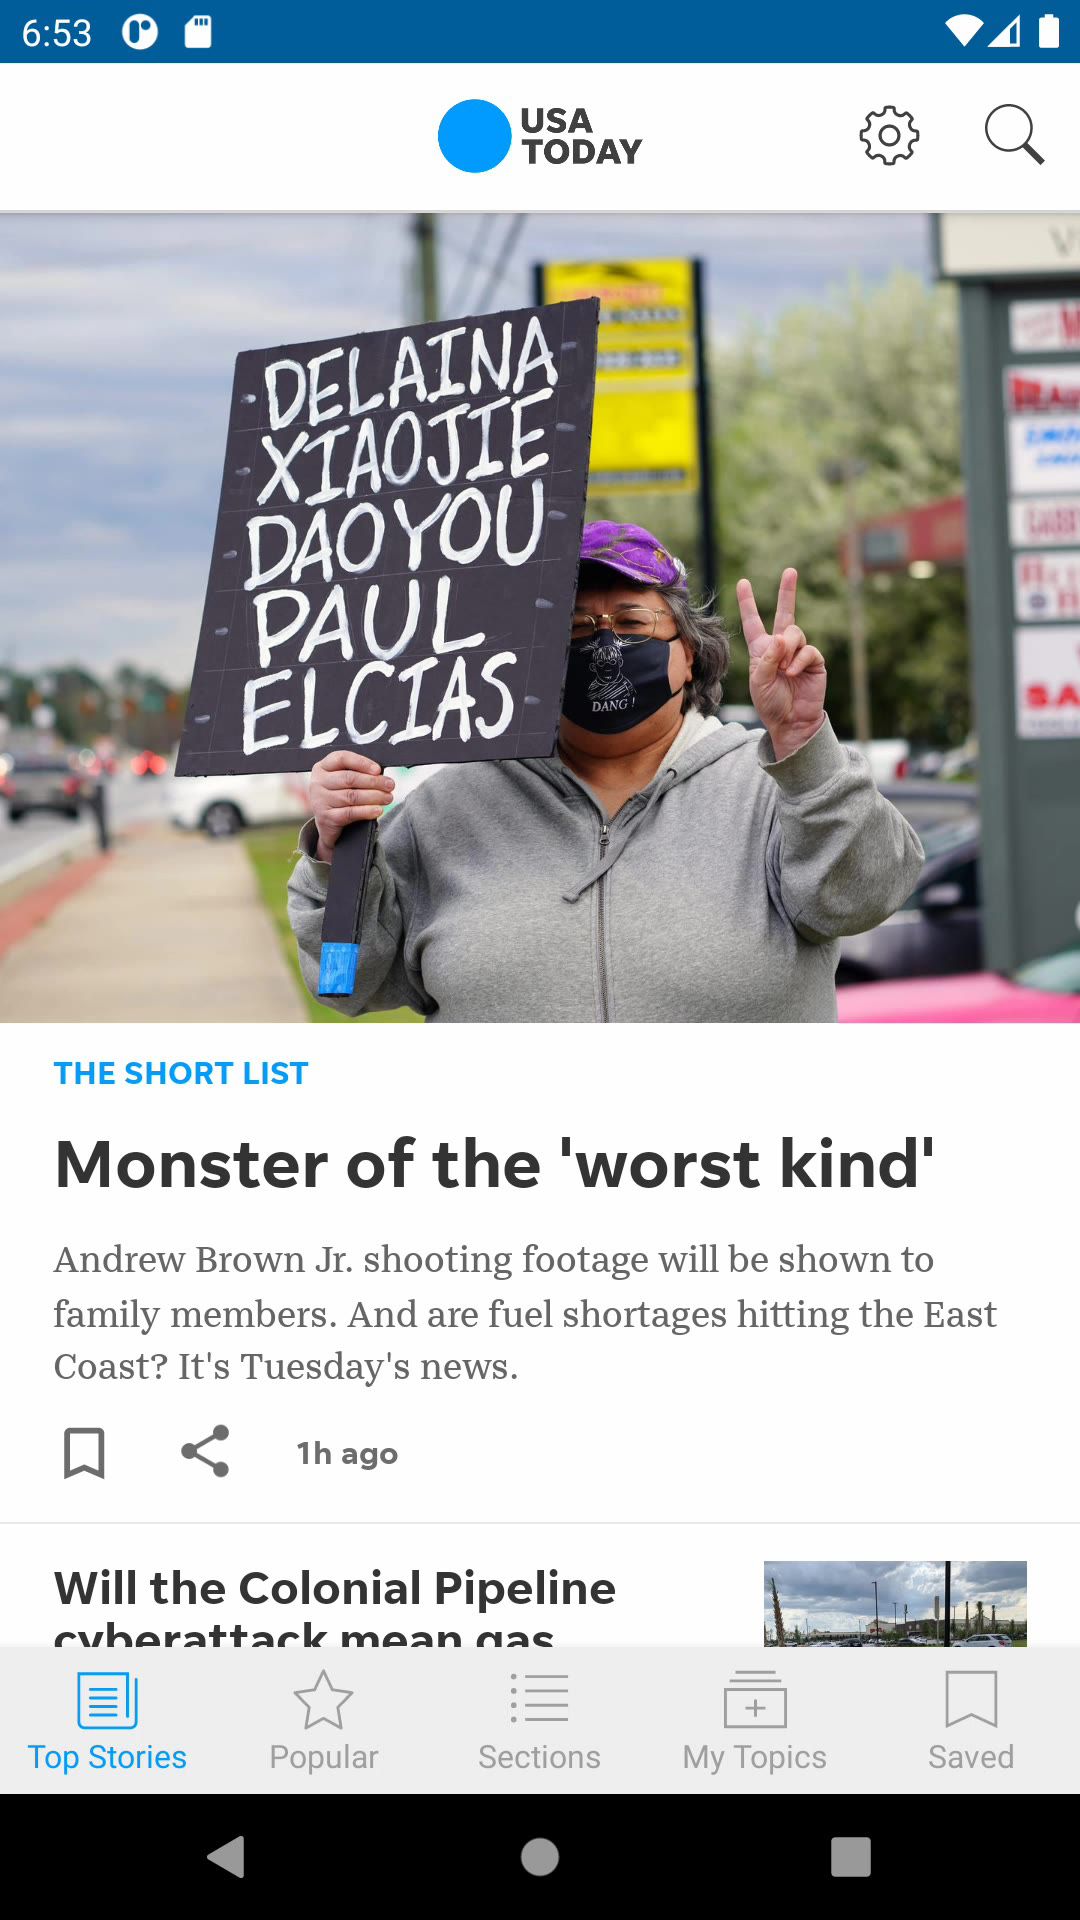 6:53
USA
TODAY
DELAINA
XIAOJIE
DAOYOU
PAUL
ELCIAS
DANG !
THE SHORT LIST
Monster of the 'worst kind'
Andrew Brown Jr. shooting footage will be shown to
family members. And are fuel shortages hitting the East
Coast? It's Tuesday's news.
1h ago
Will the Colonial Pipeline
cyberattack mean gas
Top Stories
Popular
Sections
My Topics
Saved